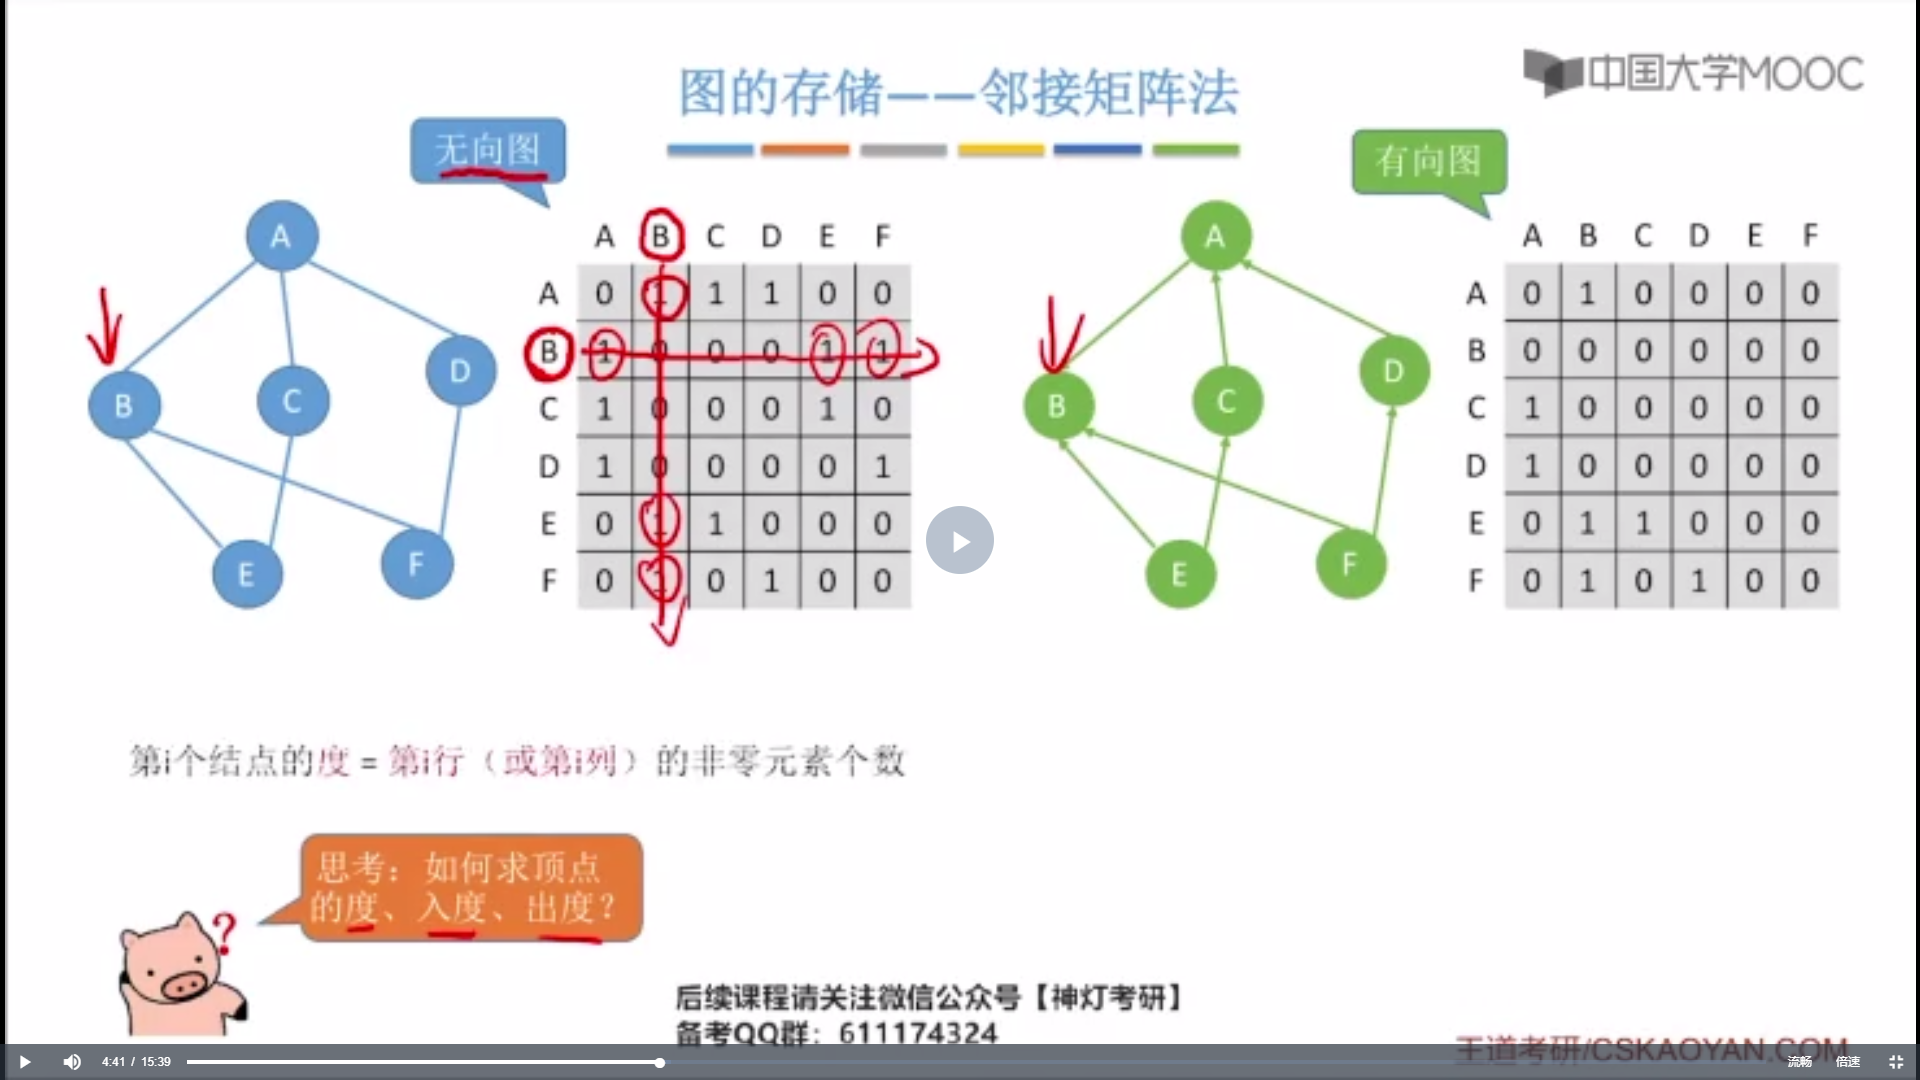 中国大学MOOC
图的存储——邻接矩阵法
无向图
有向图
A
B
C
D
E
F
A B C D E F
A 0 1 1 1 0 0
B 1 0 0 0 1 1
C 1 0 0 0 1 0
D 1 0 0 0 0 1
E 0 1 1 0 0 0
F 0 1 0 1 0 0
A
B
C
D
E
F
A B C D E F
A 0 1 0 0 0 0
B 0 0 0 0 0 0
C 1 0 0 0 0 0
D 1 0 0 0 0 0
E 0 1 1 0 0 0
F 0 1 0 1 0 0
第i个结点的度 = 第i行（或第i列）的非零元素个数
思考：如何求顶点
的度、入度、出度?
?
后续课程请关注微信公众号【神灯考研】
备考QQ群：611174324
王道考研/CSKAOYAN.COM
4:41 / 15:39
流畅 倍速